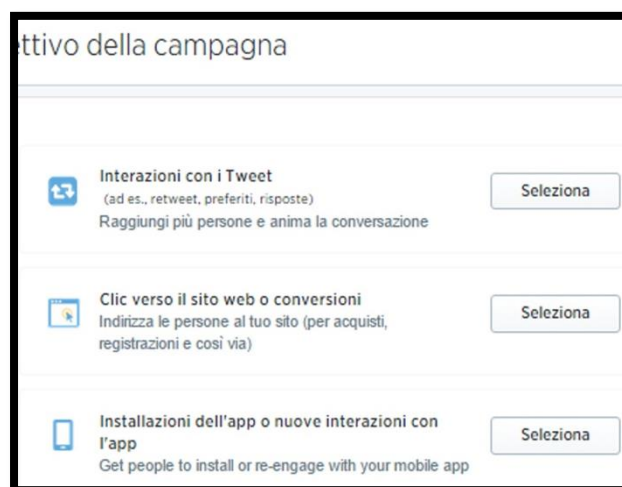 ettivo della campagna
Interazioni con i Tweet
(ad es., retweet, preferiti, risposte)
Raggiungi più persone e anima la conversazione
Seleziona
Clic verso il sito web o conversioni
Indirizza le persone al tuo sito (per acquisti,
registrazioni e così via)
Seleziona
Installazioni dell'app o nuove interazioni con
l'app
Get people to install or re-engage with your mobile app
Seleziona